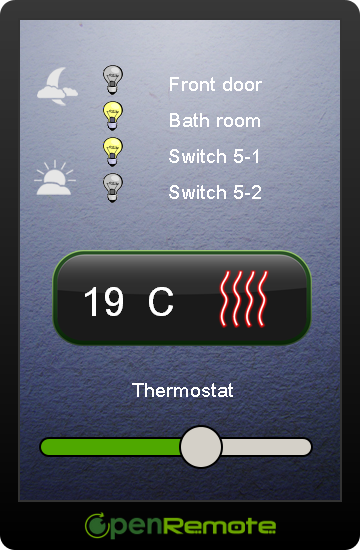 Front door
Bath room
Switch 5-1
Switch 5-2
19 C
Thermostat
OpenRemote